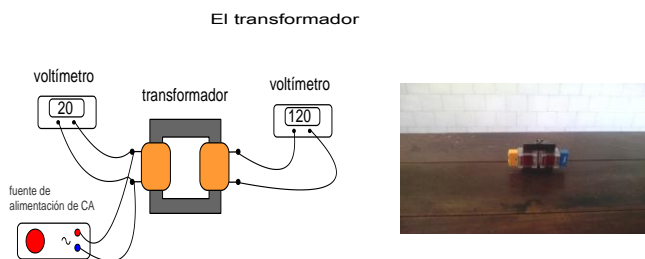 El transformador
voltímetro
20
transformador
voltímetro
120
fuente de
alimentación de CA
∿